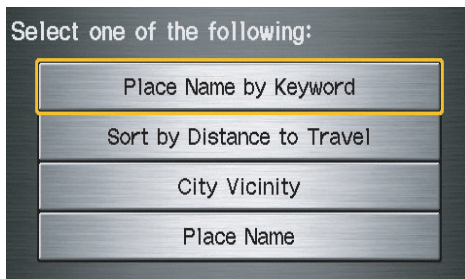 Select one of the following:
Place Name by Keyword
Sort by Distance to Travel
City Vicinity
Place Name